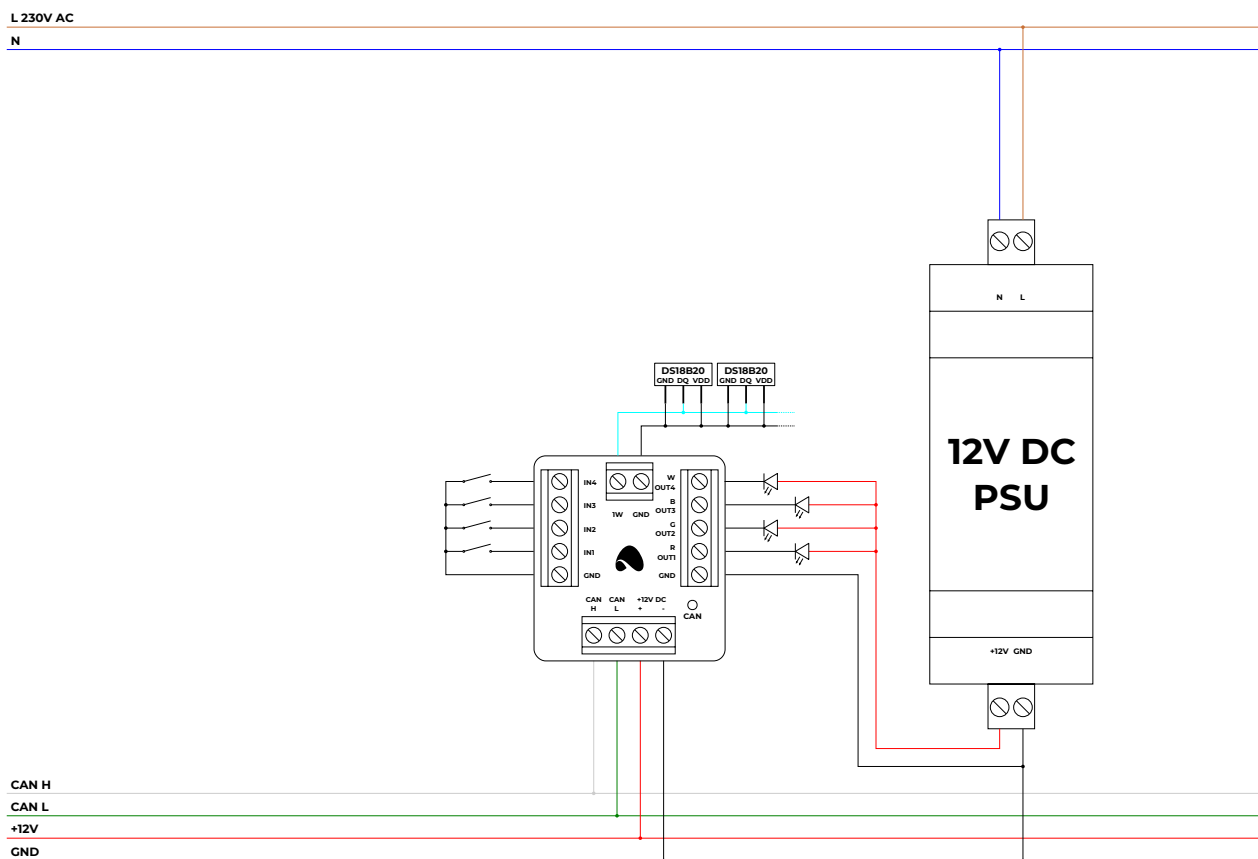 L 230V AC
N
N L
DS18B20 DS18B20
GND DQ VDD GND DQ VDD
12V DC
PSU
IN4
IN3
IN2
IN1
GND
1W GND
W
OUT4
B
OUT3
G
OUT2
R
OUT1
GND
CAN CAN +12V DC
H L + -
CAN
+12V GND
CAN H
CAN L
+12V
GND